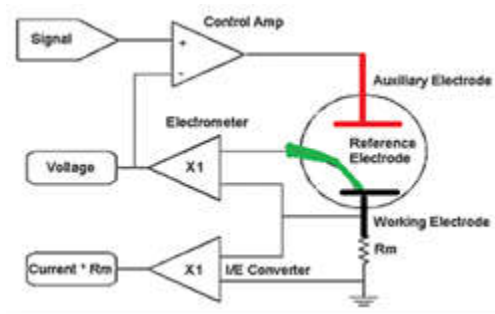 Control Amp
Signal
+
-
Auxiliary Electrode
Electrometer
Reference
Electrode
Voltage
X1
Working Electrode
Rm
Current * Rm
X1
I/E Converter